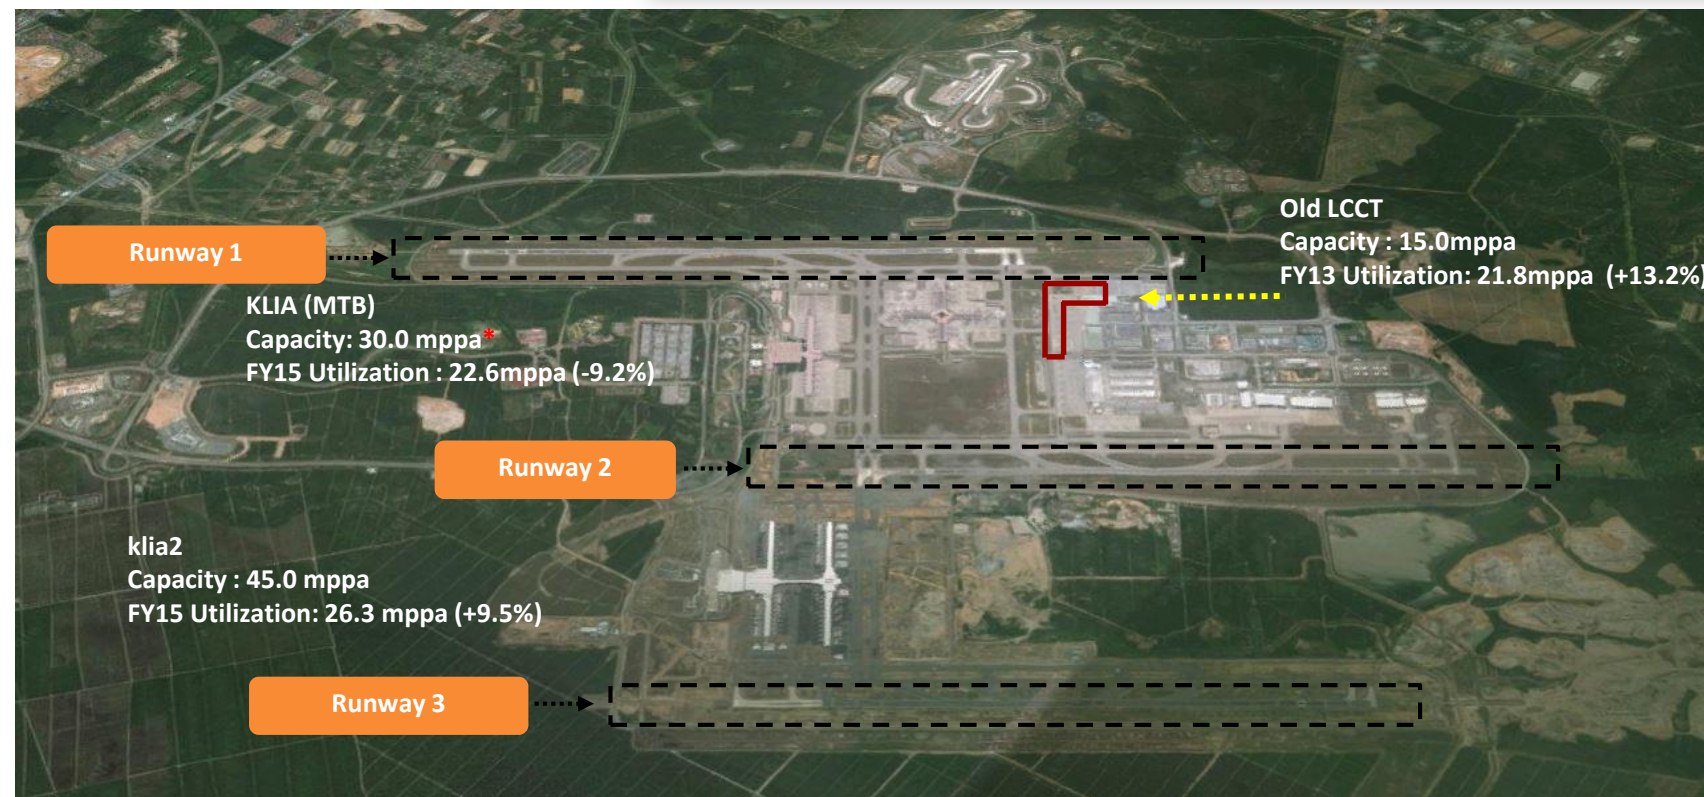 Old LCCT
Capacity : 15.0mppa
FY13 Utilization: 21.8mppa (+13.2%)
Runway 1
KLIA (MTB)
Capacity: 30.0 mppa*
FY15 Utilization : 22.6mppa (-9.2%)
Runway 2
klia2
Capacity : 45.0 mppa
FY15 Utilization: 26.3 mppa (+9.5%)
Runway 3